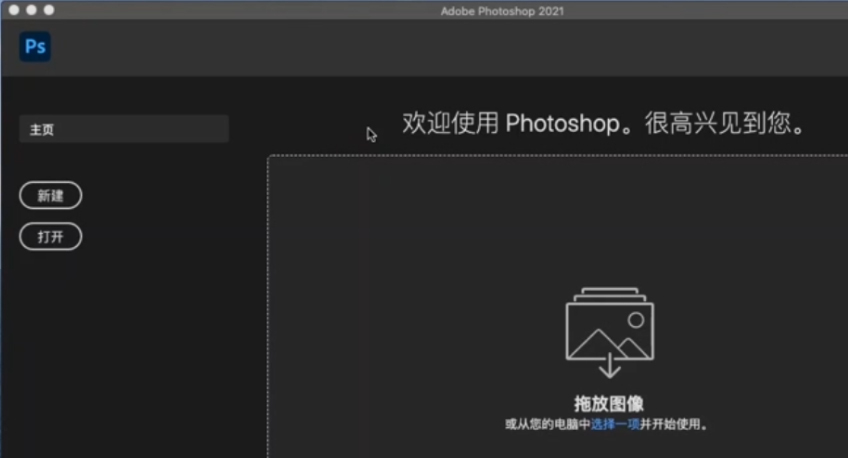 Adobe Photoshop 2021
Ps
主页
欢迎使用 Photoshop。很高兴见到您。
新建
打开
拖放图像
或从您的电脑中选择一项并开始使用。